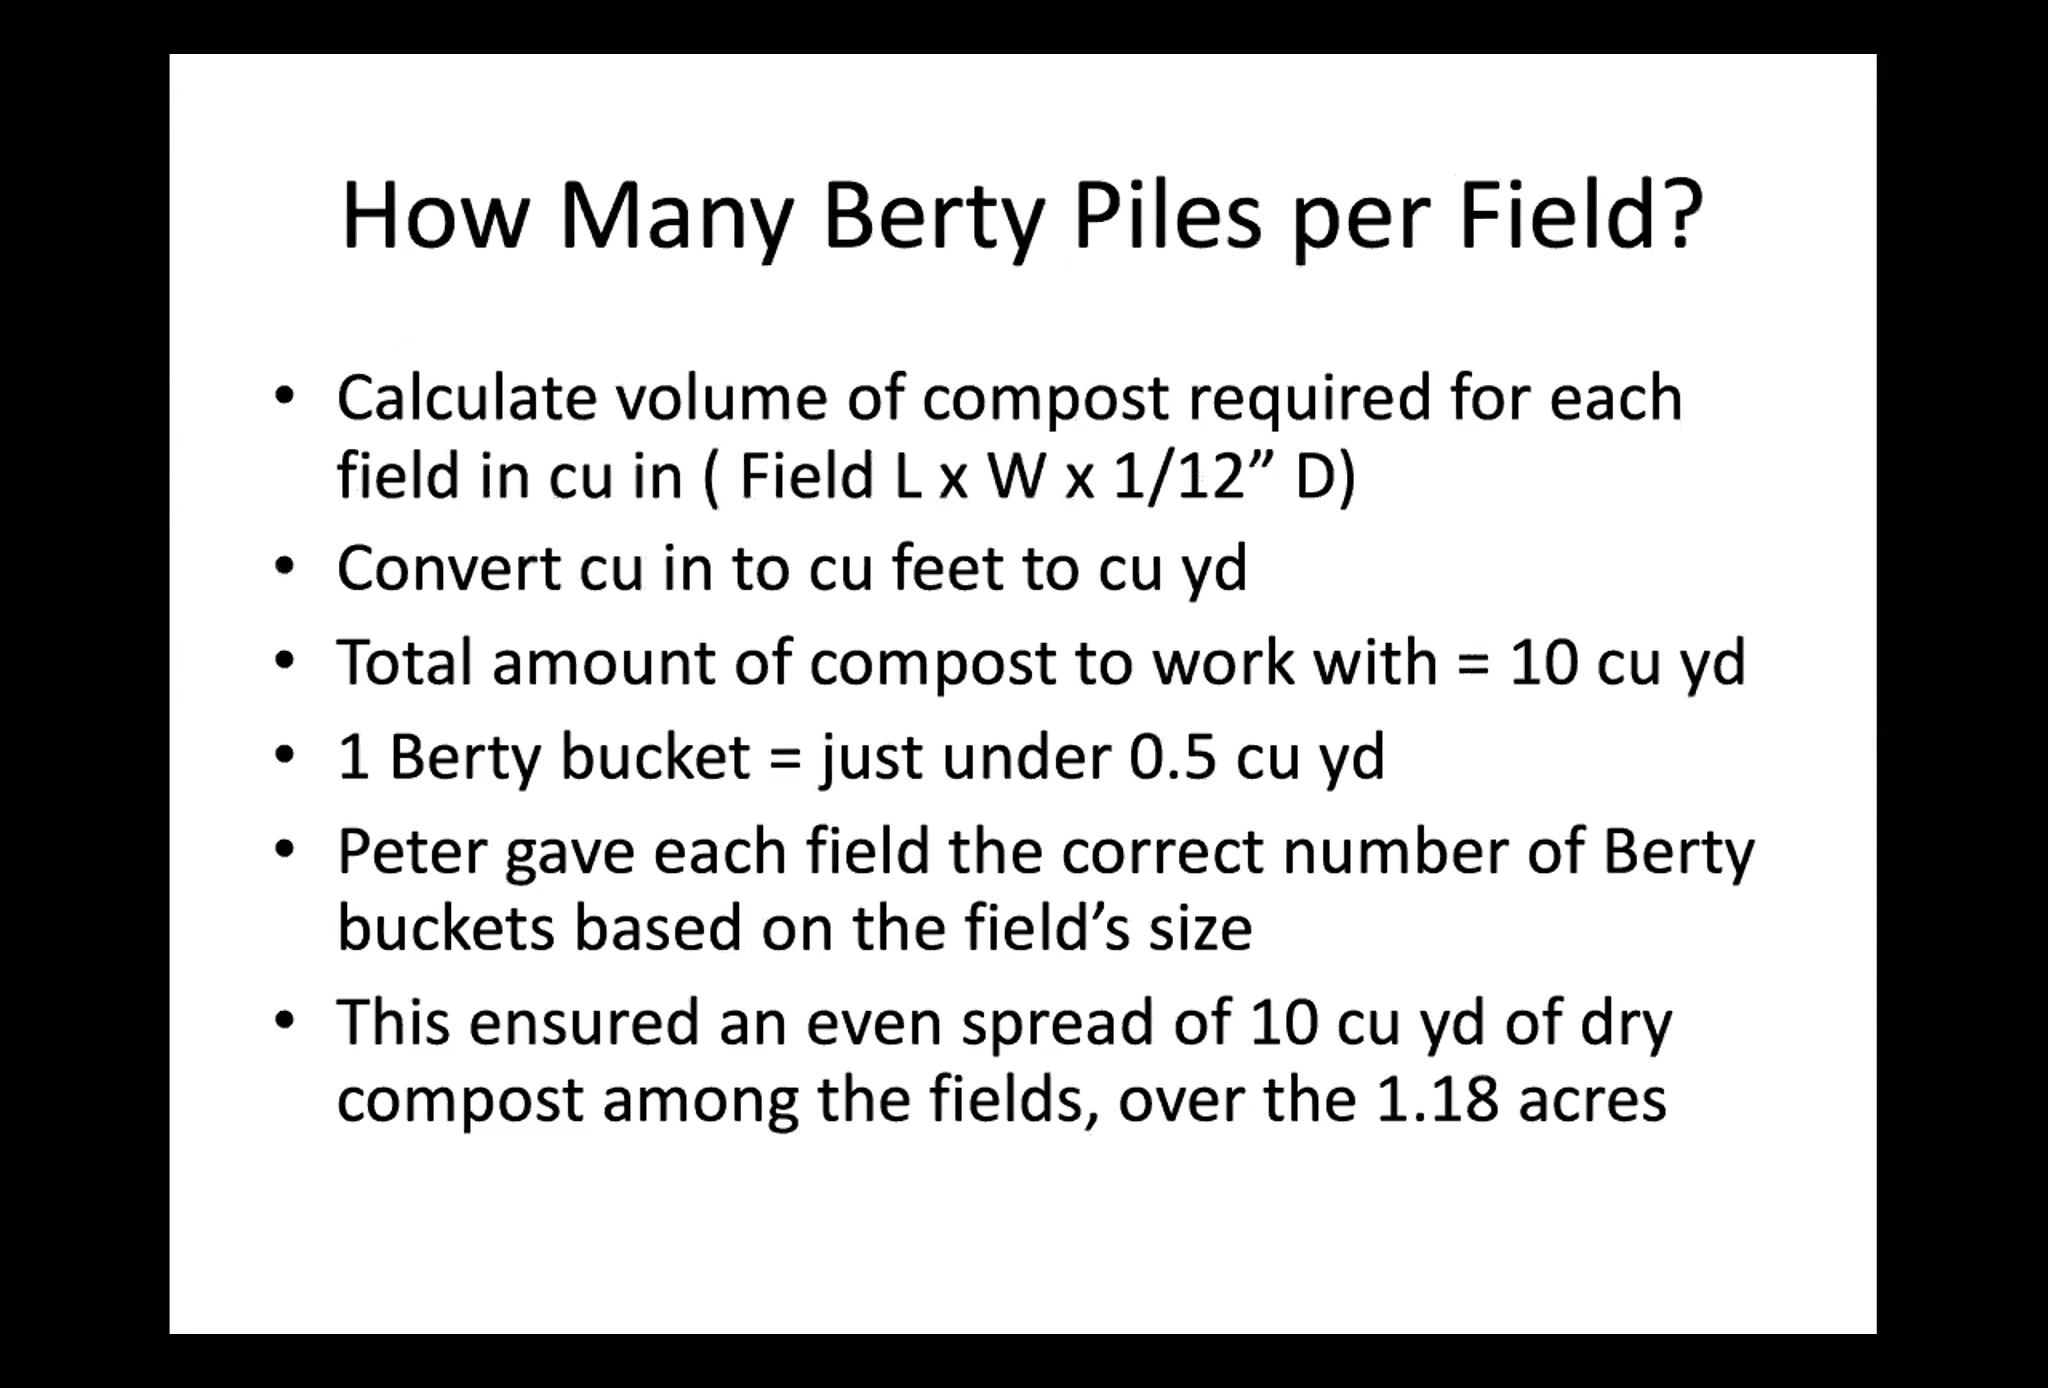 How Many Berty Piles per Field?
• Calculate volume of compost required for each
field in cu in ( Field L x W x 1/12” D)
• Convert cu in to cu feet to cu yd
• Total amount of compost to work with = 10 cu yd
• 1 Berty bucket = just under 0.5 cu yd
• Peter gave each field the correct number of Berty
buckets based on the field’s size
• This ensured an even spread of 10 cu yd of dry
compost among the fields, over the 1.18 acres